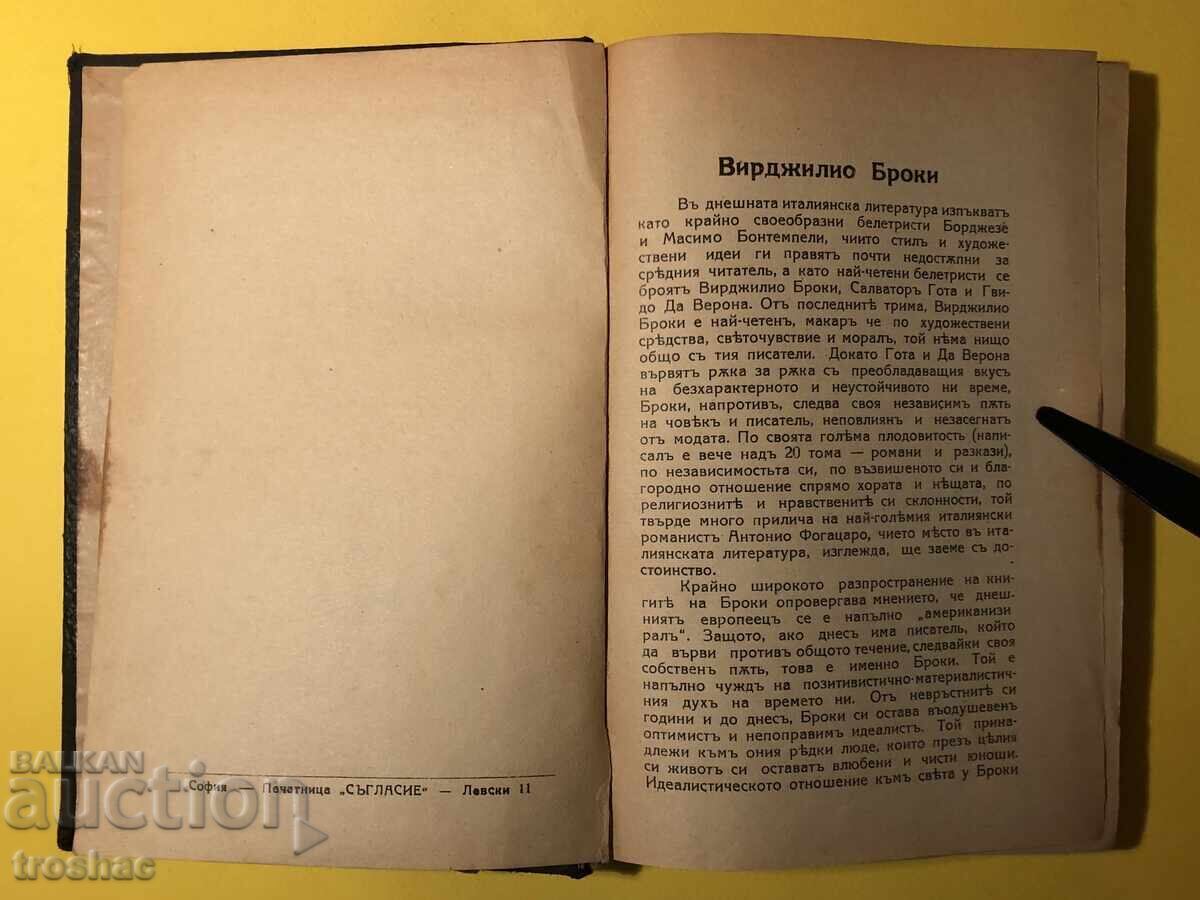 София — Печатница „СЪГЛАСИЕ" — Левски 11
Вирджилио Броки
Въ днешната италиянска литература изпъкватъ
като крайно своеобразни белетристи Борджезе
и Масимо Бонтемпели, чиито стилъ и художе-
ствени идеи ги правятъ почти недостѫпни за
срѣдния читатель, а като най-четени белетристи се
броятъ Вирджилио Броки, Салваторъ Гота и Гви-
до Да Верона. Отъ последнитѣ трима, Вирджилио
Броки е най-четенъ, макаръ че по художествени
срѣдства, свѣточувствие и моралъ, той нѣма нищо
общо съ тия писатели. Докато Гота и Да Верона
вървятъ рѫка за рѫка съ преобладаващия вкусъ
на безхарактерното и неустойчивото ни време,
Броки, напротивъ, следва своя независимъ пѫть
на човѣкъ и писатель, неповлиянъ и незасегнатъ
отъ модата. По своята голѣма плодовитость (напи-
салъ е вече надъ 20 тома — романи и разкази),
по независимостьта си, по възвишеното си и бла-
городно отношение спрямо хората и нѣщата, по
религиознитѣ и нравственитѣ си склонности, той
твърде много прилича на най-голѣмия италиянски
романистъ Антонио Фогацаро, чието мѣсто въ ита-
лиянската литература, изглежда, ще заеме съ до-
стоинство.
Крайно широкото разпространение на кни-
гитѣ на Броки опровергава мнението, че днеш-
ниятъ европеецъ се е напълно „американизи
ралъ". Защото, ако днесъ има писатель, който
да върви противъ общото течение, следвайки своя
собственъ пѫть, това е именно Броки. Той е
напълно чуждъ на позитивистично-материалистич-
ния духъ на времето ни. Отъ невръстнитѣ си
години и до днесъ, Броки си остава въодушевенъ
оптимистъ и непоправимъ идеалистъ. Той прина-
длежи къмъ ония рѣдки люде, които презъ цѣлия
си животъ си оставатъ влюбени и чисти юноши.
Идеалистическото отношение къмъ свѣта у Броки
BALKAN
auction
troshac